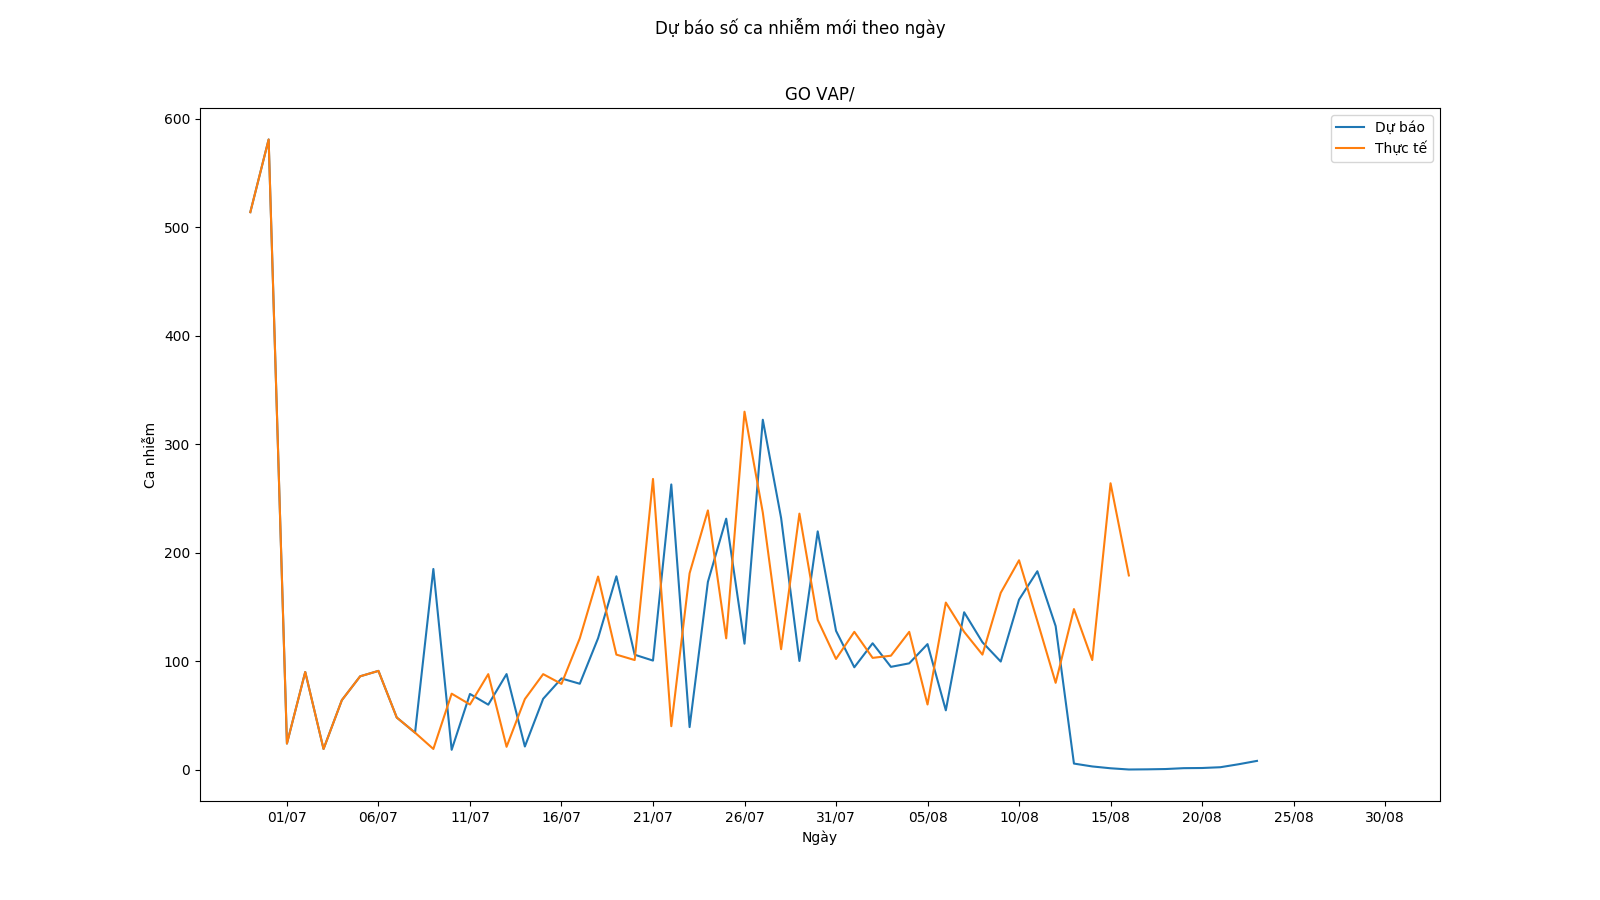 Dự báo số ca nhiễm mới theo ngày
GO VAP/
600
500
400
300
200
100
0
Ca nhiễm
Dự báo
Thực tế
01/07 06/07 11/07 16/07 21/07 26/07 31/07 05/08 10/08 15/08 20/08 25/08 30/08
Ngày